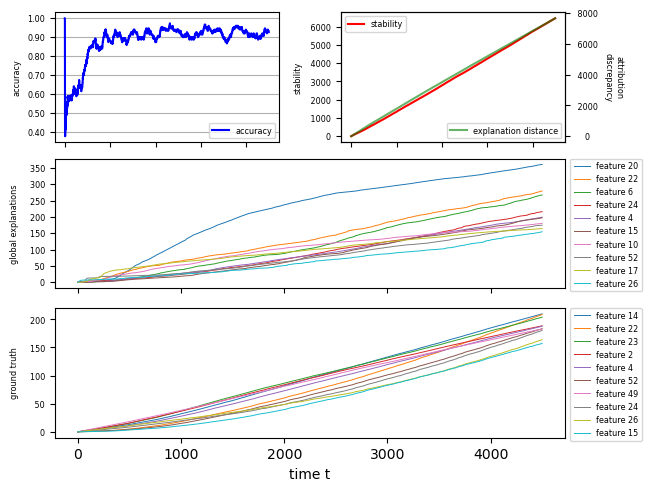 1.00
0.90
0.80
0.70
0.60
0.50
0.40
accuracy
accuracy
6000
5000
4000
3000
2000
1000
0
stability
stability
explanation distance
8000
6000
4000
2000
0
attribution
discrepancy
350
300
250
200
150
100
50
0
global explanations
feature 20
feature 22
feature 6
feature 24
feature 4
feature 15
feature 10
feature 52
feature 17
feature 26
200
150
100
50
0
ground truth
feature 14
feature 22
feature 23
feature 2
feature 4
feature 52
feature 49
feature 24
feature 26
feature 15
0 1000 2000 3000 4000
time t